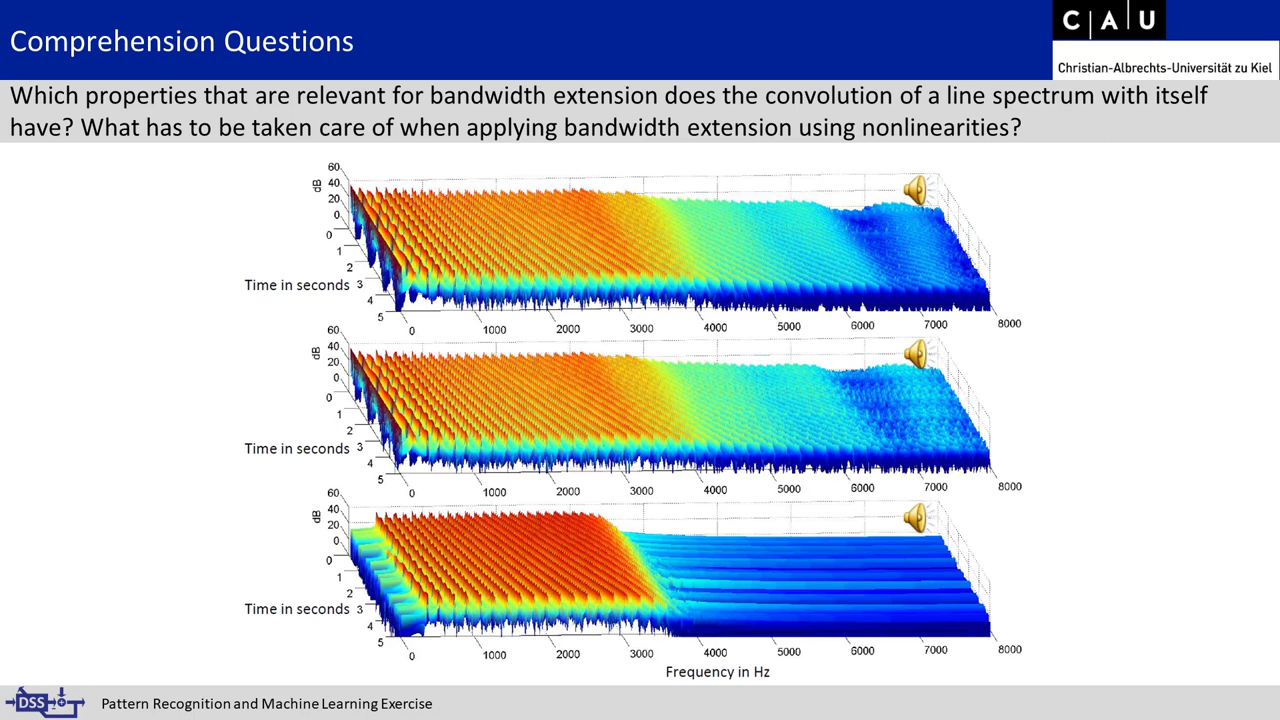 Comprehension Questions
C A U
Christian-Albrechts-Universität zu Kiel
Which properties that are relevant for bandwidth extension does the convolution of a line spectrum with itself
have? What has to be taken care of when applying bandwidth extension using nonlinearities?
60
40
20
0
dB
0
1
2
3
4
5
Time in seconds
0 1000 2000 3000 4000 5000 6000 7000 8000
60
40
20
0
dB
0
1
2
3
4
5
Time in seconds
0 1000 2000 3000 4000 5000 6000 7000 8000
60
40
20
0
dB
0
1
2
3
4
5
Time in seconds
0 1000 2000 3000 4000 5000 6000 7000 8000
Frequency in Hz
DSS
Pattern Recognition and Machine Learning Exercise